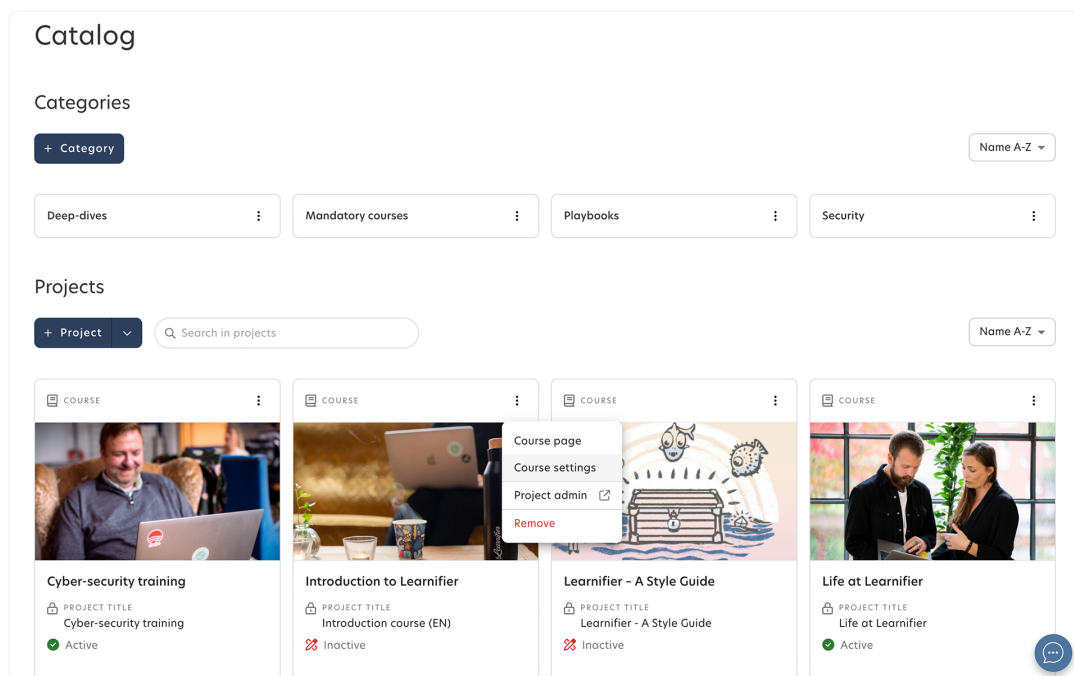 Catalog
Categories
+ Category
Name A-Z
Deep-dives
Mandatory courses
Playbooks
Security
Projects
+ Project
Search in projects
Name A-Z
COURSE
COURSE
COURSE
COURSE
Course page
Course settings
Project admin
Remove
Learnifier
Cyber-security training
Introduction to Learnifier
Learnifier – A Style Guide
Life at Learnifier
PROJECT TITLE
PROJECT TITLE
PROJECT TITLE
PROJECT TITLE
Cyber-security training
Introduction course (EN)
Learnifier - A Style Guide
Life at Learnifier
Active
Inactive
Inactive
Active